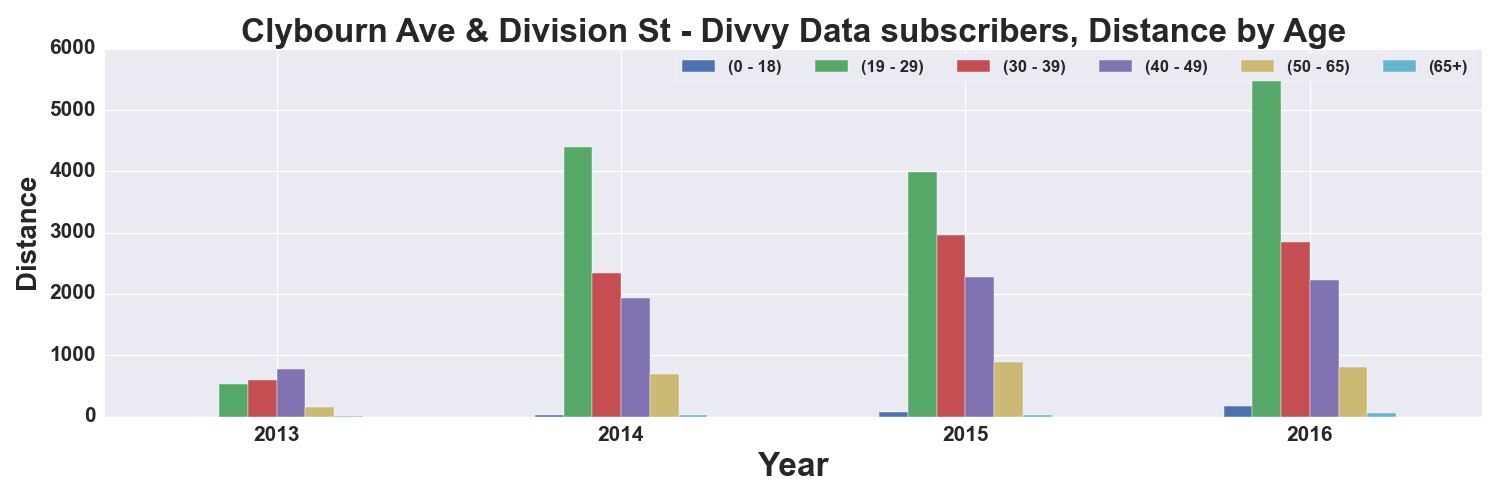 Clybourn Ave & Division St - Divvy Data subscribers, Distance by Age
6000
5000
4000
3000
2000
1000
0
Distance
(0 - 18) (19 - 29) (30 - 39) (40 - 49) (50 - 65) (65+)
2013 2014 2015 2016
Year